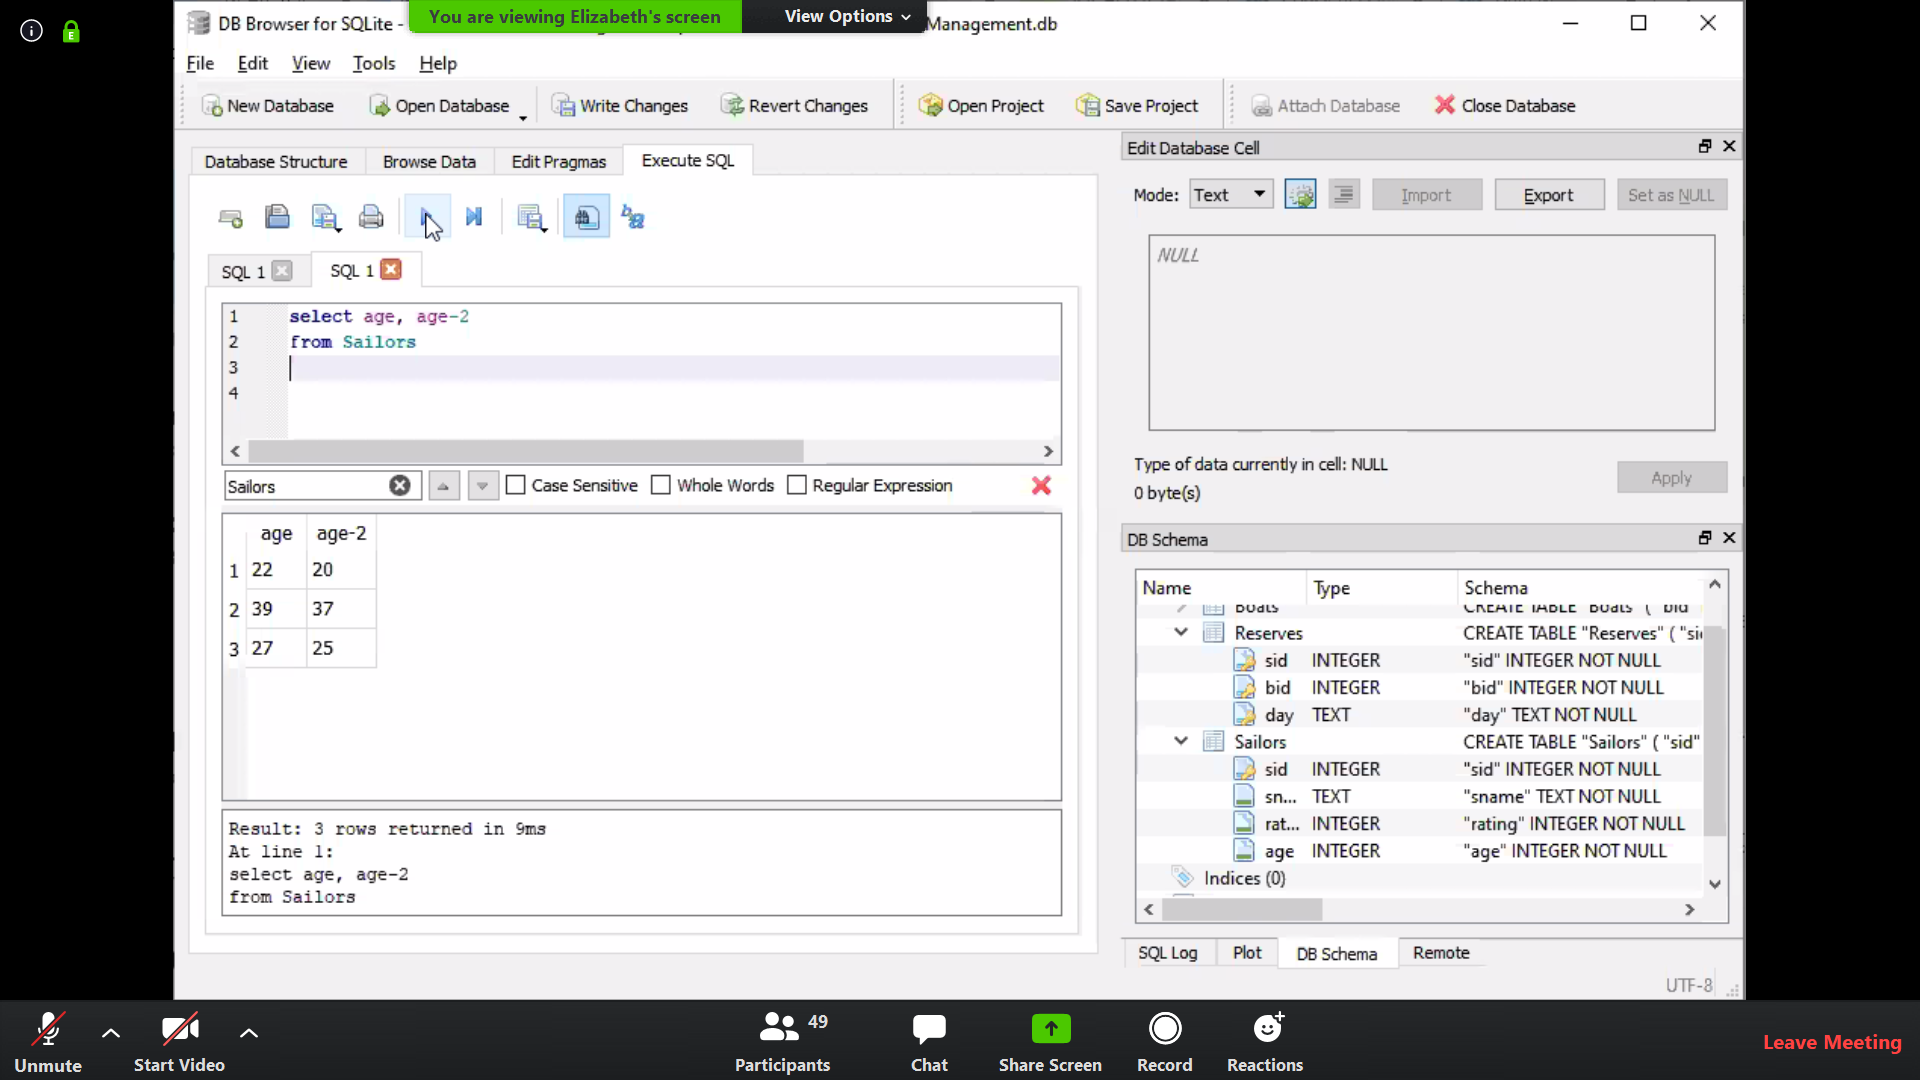 You are viewing Elizabeth's screen
View Options
DB Browser for SQLite -
Management.db
File Edit View Tools Help
New Database Open Database Write Changes Revert Changes Open Project Save Project Attach Database Close Database
Database Structure Browse Data Edit Pragmas Execute SQL
SQL 1 SQL 1
1 select age, age-2
2 from Sailors
3
4
Sailors
Case Sensitive Whole Words Regular Expression
age age-2
1 22 20
2 39 37
3 27 25
Result: 3 rows returned in 9ms
At line 1:
select age, age-2
from Sailors
Edit Database Cell
Mode: Text Import Export Set as NULL
NULL
Type of data currently in cell: NULL
0 byte(s)
Apply
DB Schema
Name Type Schema
Boats CREATE TABLE "Boats" ( "bid"
Reserves CREATE TABLE "Reserves" ( "si
sid INTEGER "sid" INTEGER NOT NULL
bid INTEGER "bid" INTEGER NOT NULL
day TEXT "day" TEXT NOT NULL
Sailors CREATE TABLE "Sailors" ( "sid"
sid INTEGER "sid" INTEGER NOT NULL
sn... TEXT "sname" TEXT NOT NULL
rat... INTEGER "rating" INTEGER NOT NULL
age INTEGER "age" INTEGER NOT NULL
Indices (0)
SQL Log Plot DB Schema Remote
UTF-8
Unmute
Start Video
Participants 49
Chat
Share Screen
Record
Reactions
Leave Meeting